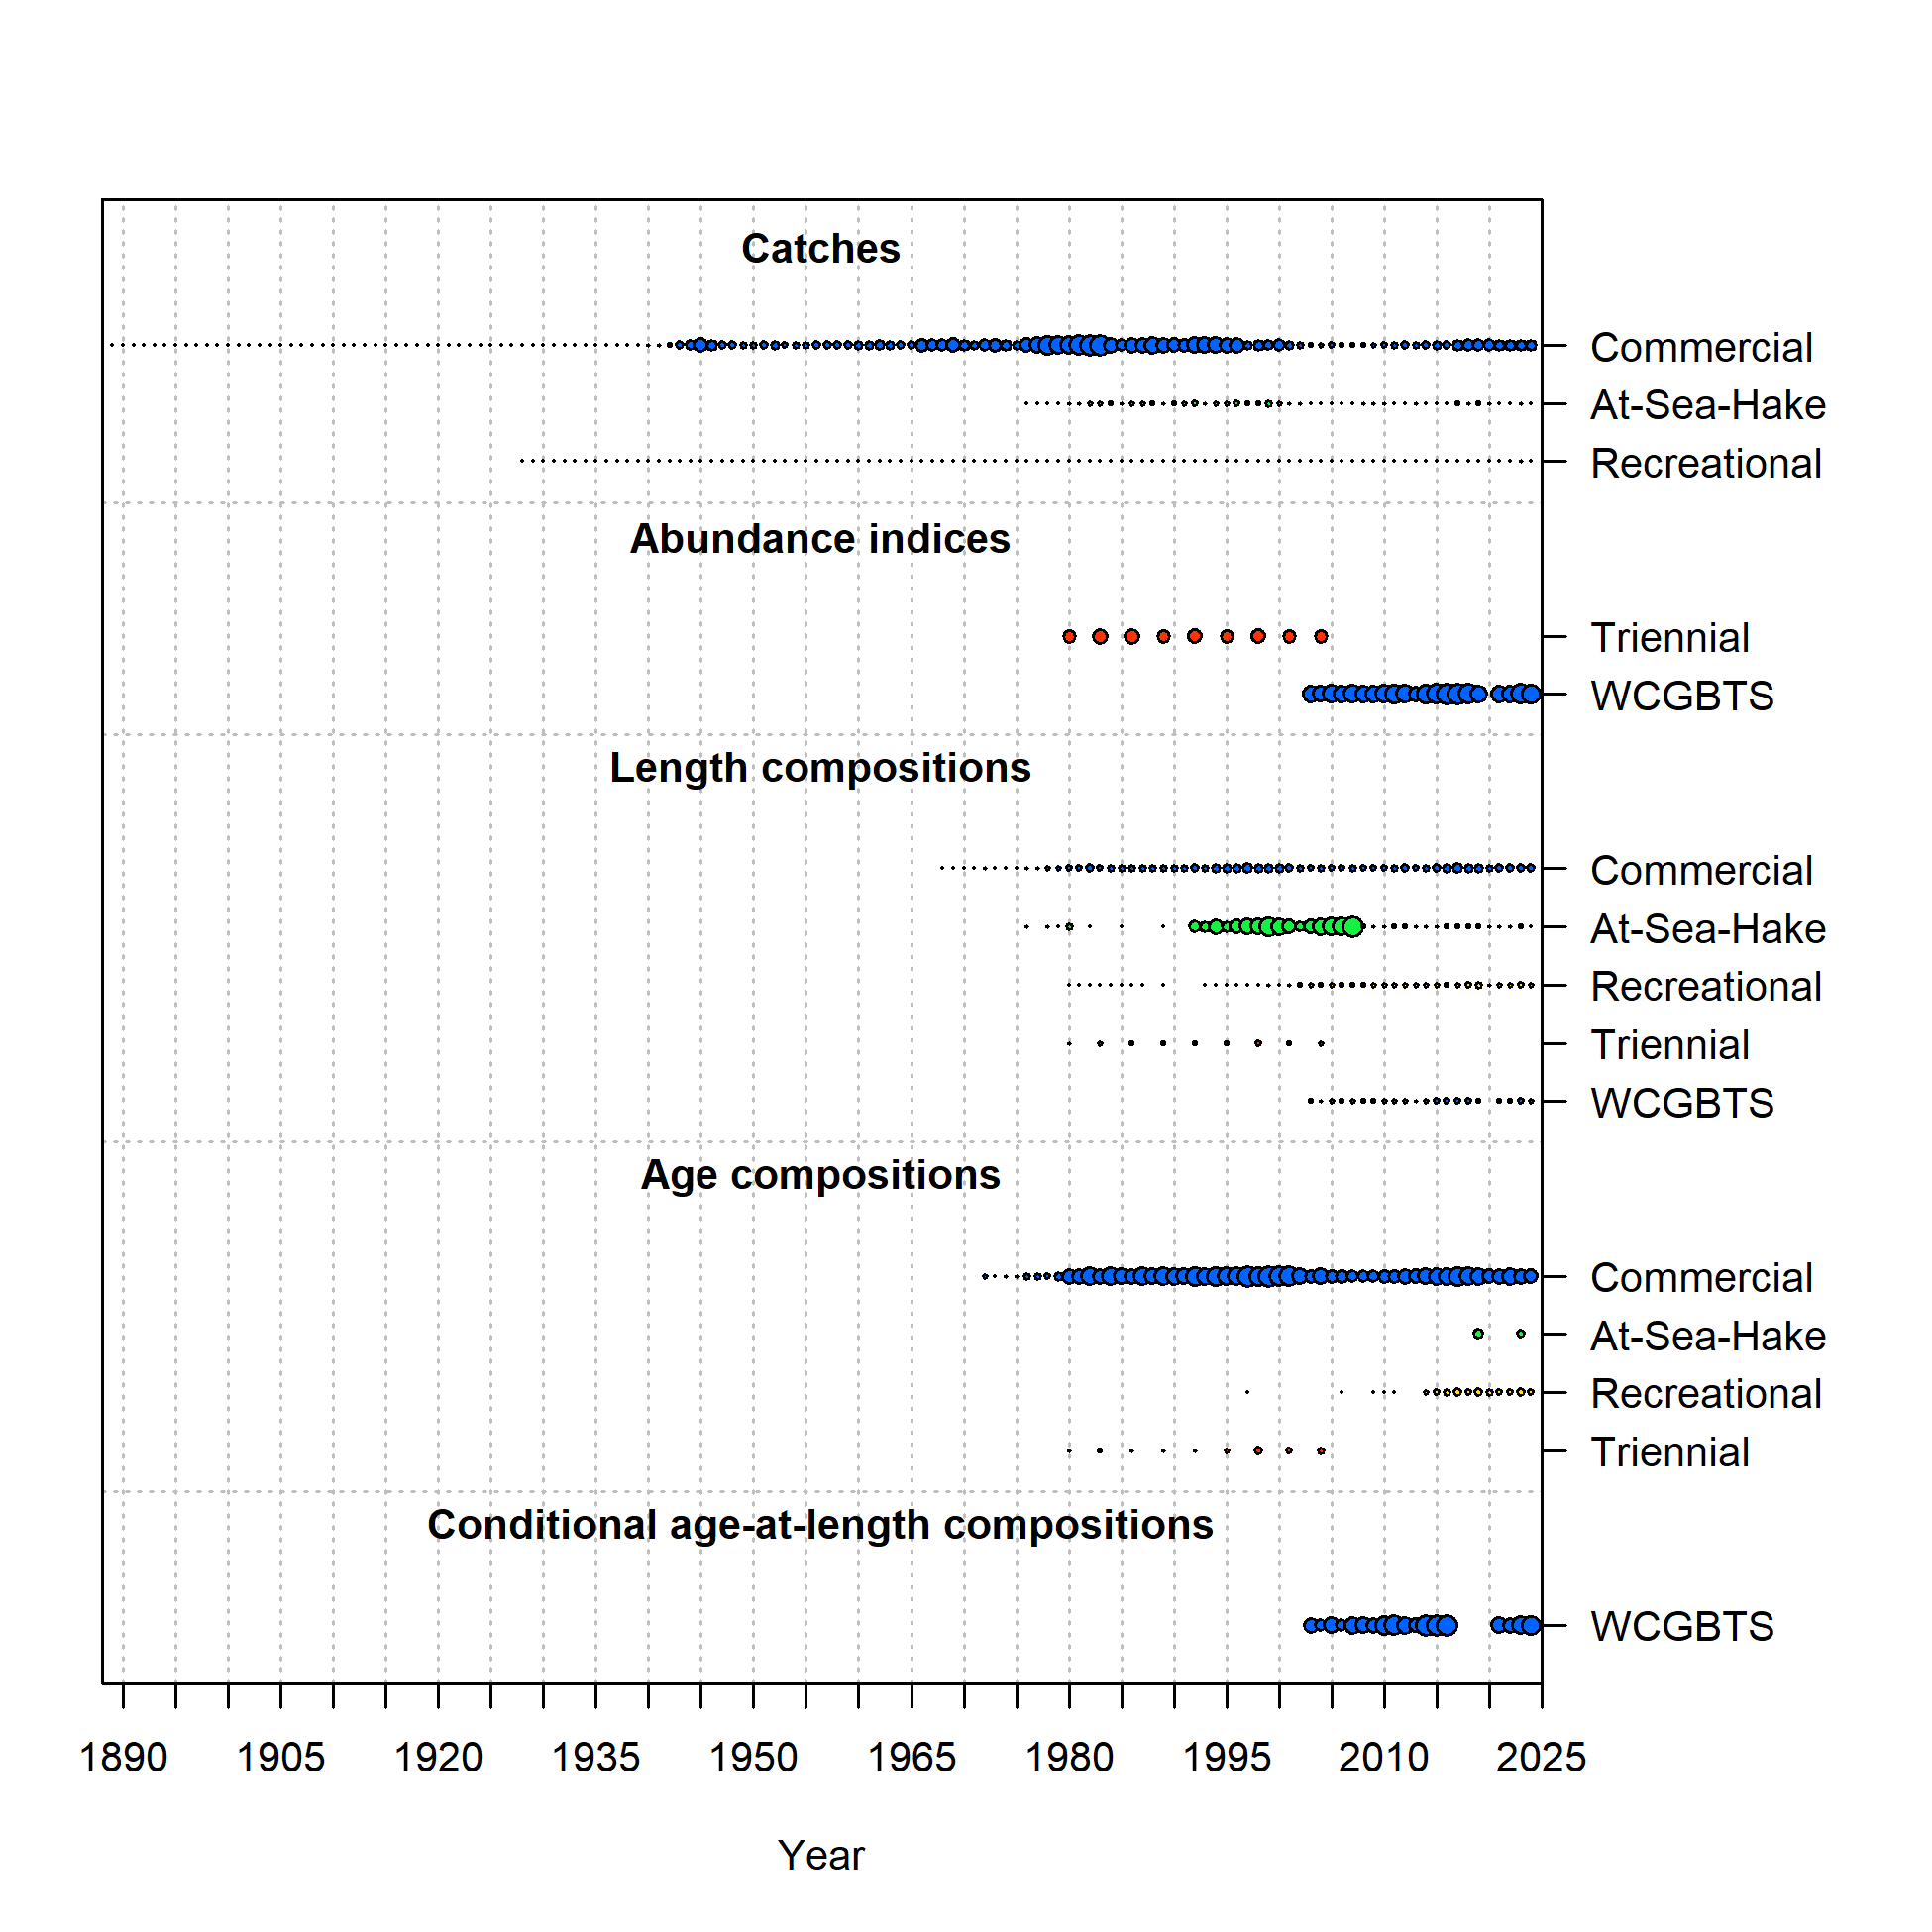 Catches
Commercial
At-Sea-Hake
Recreational
Abundance indices
Triennial
WCGBTS
Length compositions
Commercial
At-Sea-Hake
Recreational
Triennial
WCGBTS
Age compositions
Commercial
At-Sea-Hake
Recreational
Triennial
Conditional age-at-length compositions
WCGBTS
1890 1905 1920 1935 1950 1965 1980 1995 2010 2025
Year